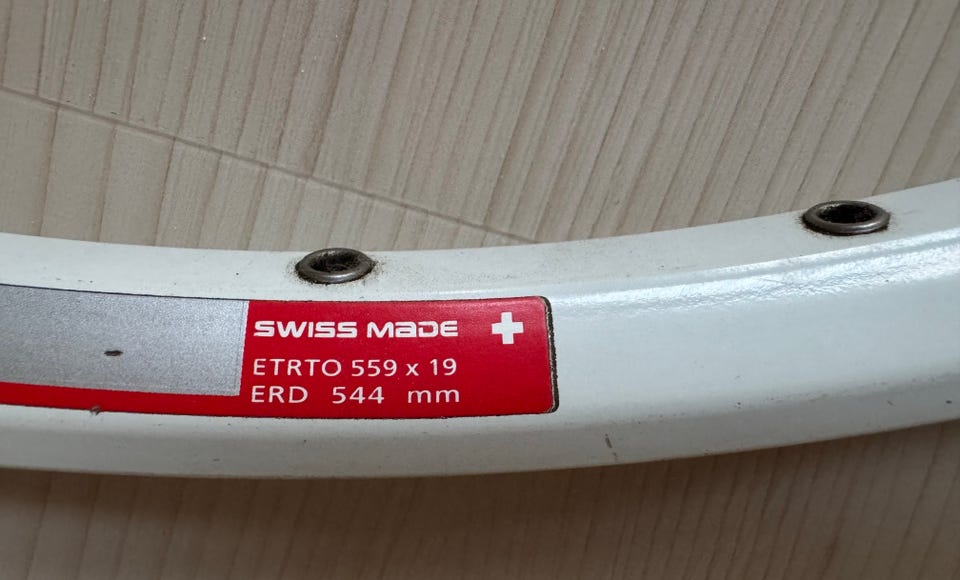 SWISS MADE
ETRTO 559 x 19
ERD 544 mm